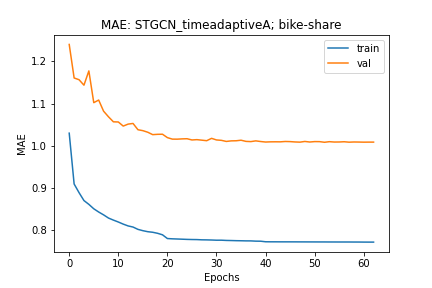 MAE: STGCN_timeadaptiveA; bike-share
train
val
1.2
1.1
1.0
0.9
0.8
MAE
0 10 20 30 40 50 60
Epochs